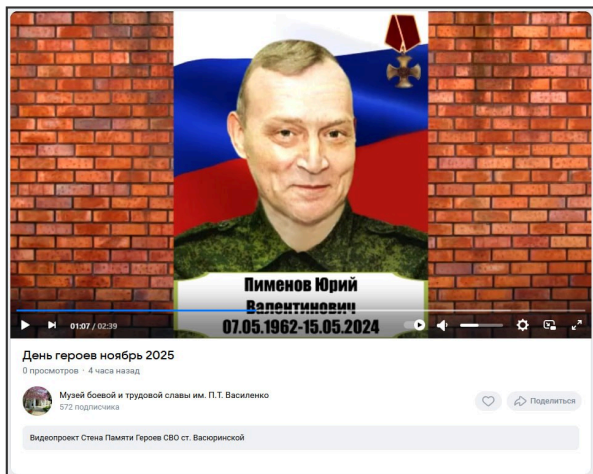 Пименов Юрий
Валентинович
07.05.1962-15.05.2024
01:07 / 02:39
День героев ноябрь 2025
0 просмотров · 4 часа назад
Музей боевой и трудовой славы им. П.Т. Василенко
572 подписчика
Поделиться
Видеопроект Стена Памяти Героев СВО ст. Васюринской